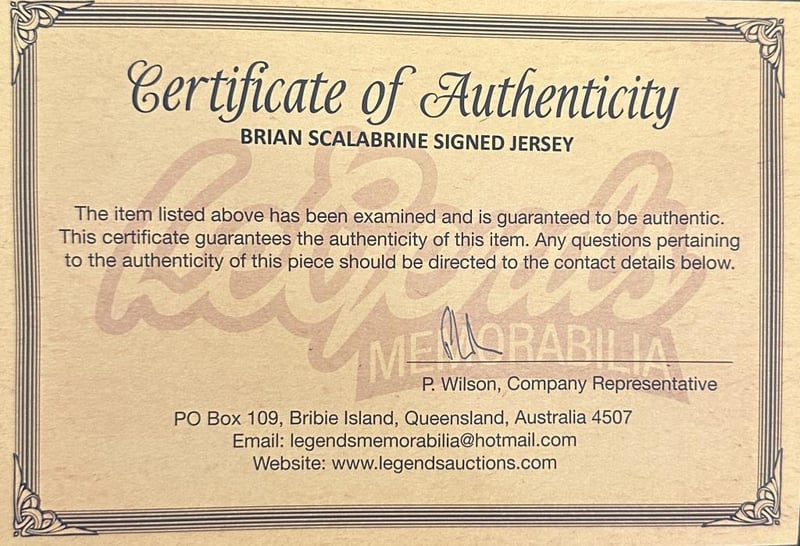 Certificate of Authenticity
BRIAN SCALABRINE SIGNED JERSEY
Legends
The item listed above has been examined and is guaranteed to be authentic.
This certificate guarantees the authenticity of this item. Any questions pertaining
to the authenticity of this piece should be directed to the contact details below.
MEMORABILIA
P. Wilson, Company Representative
PO Box 109, Bribie Island, Queensland, Australia 4507
Email: legendsmemorabilia@hotmail.com
Website: www.legendsauctions.com